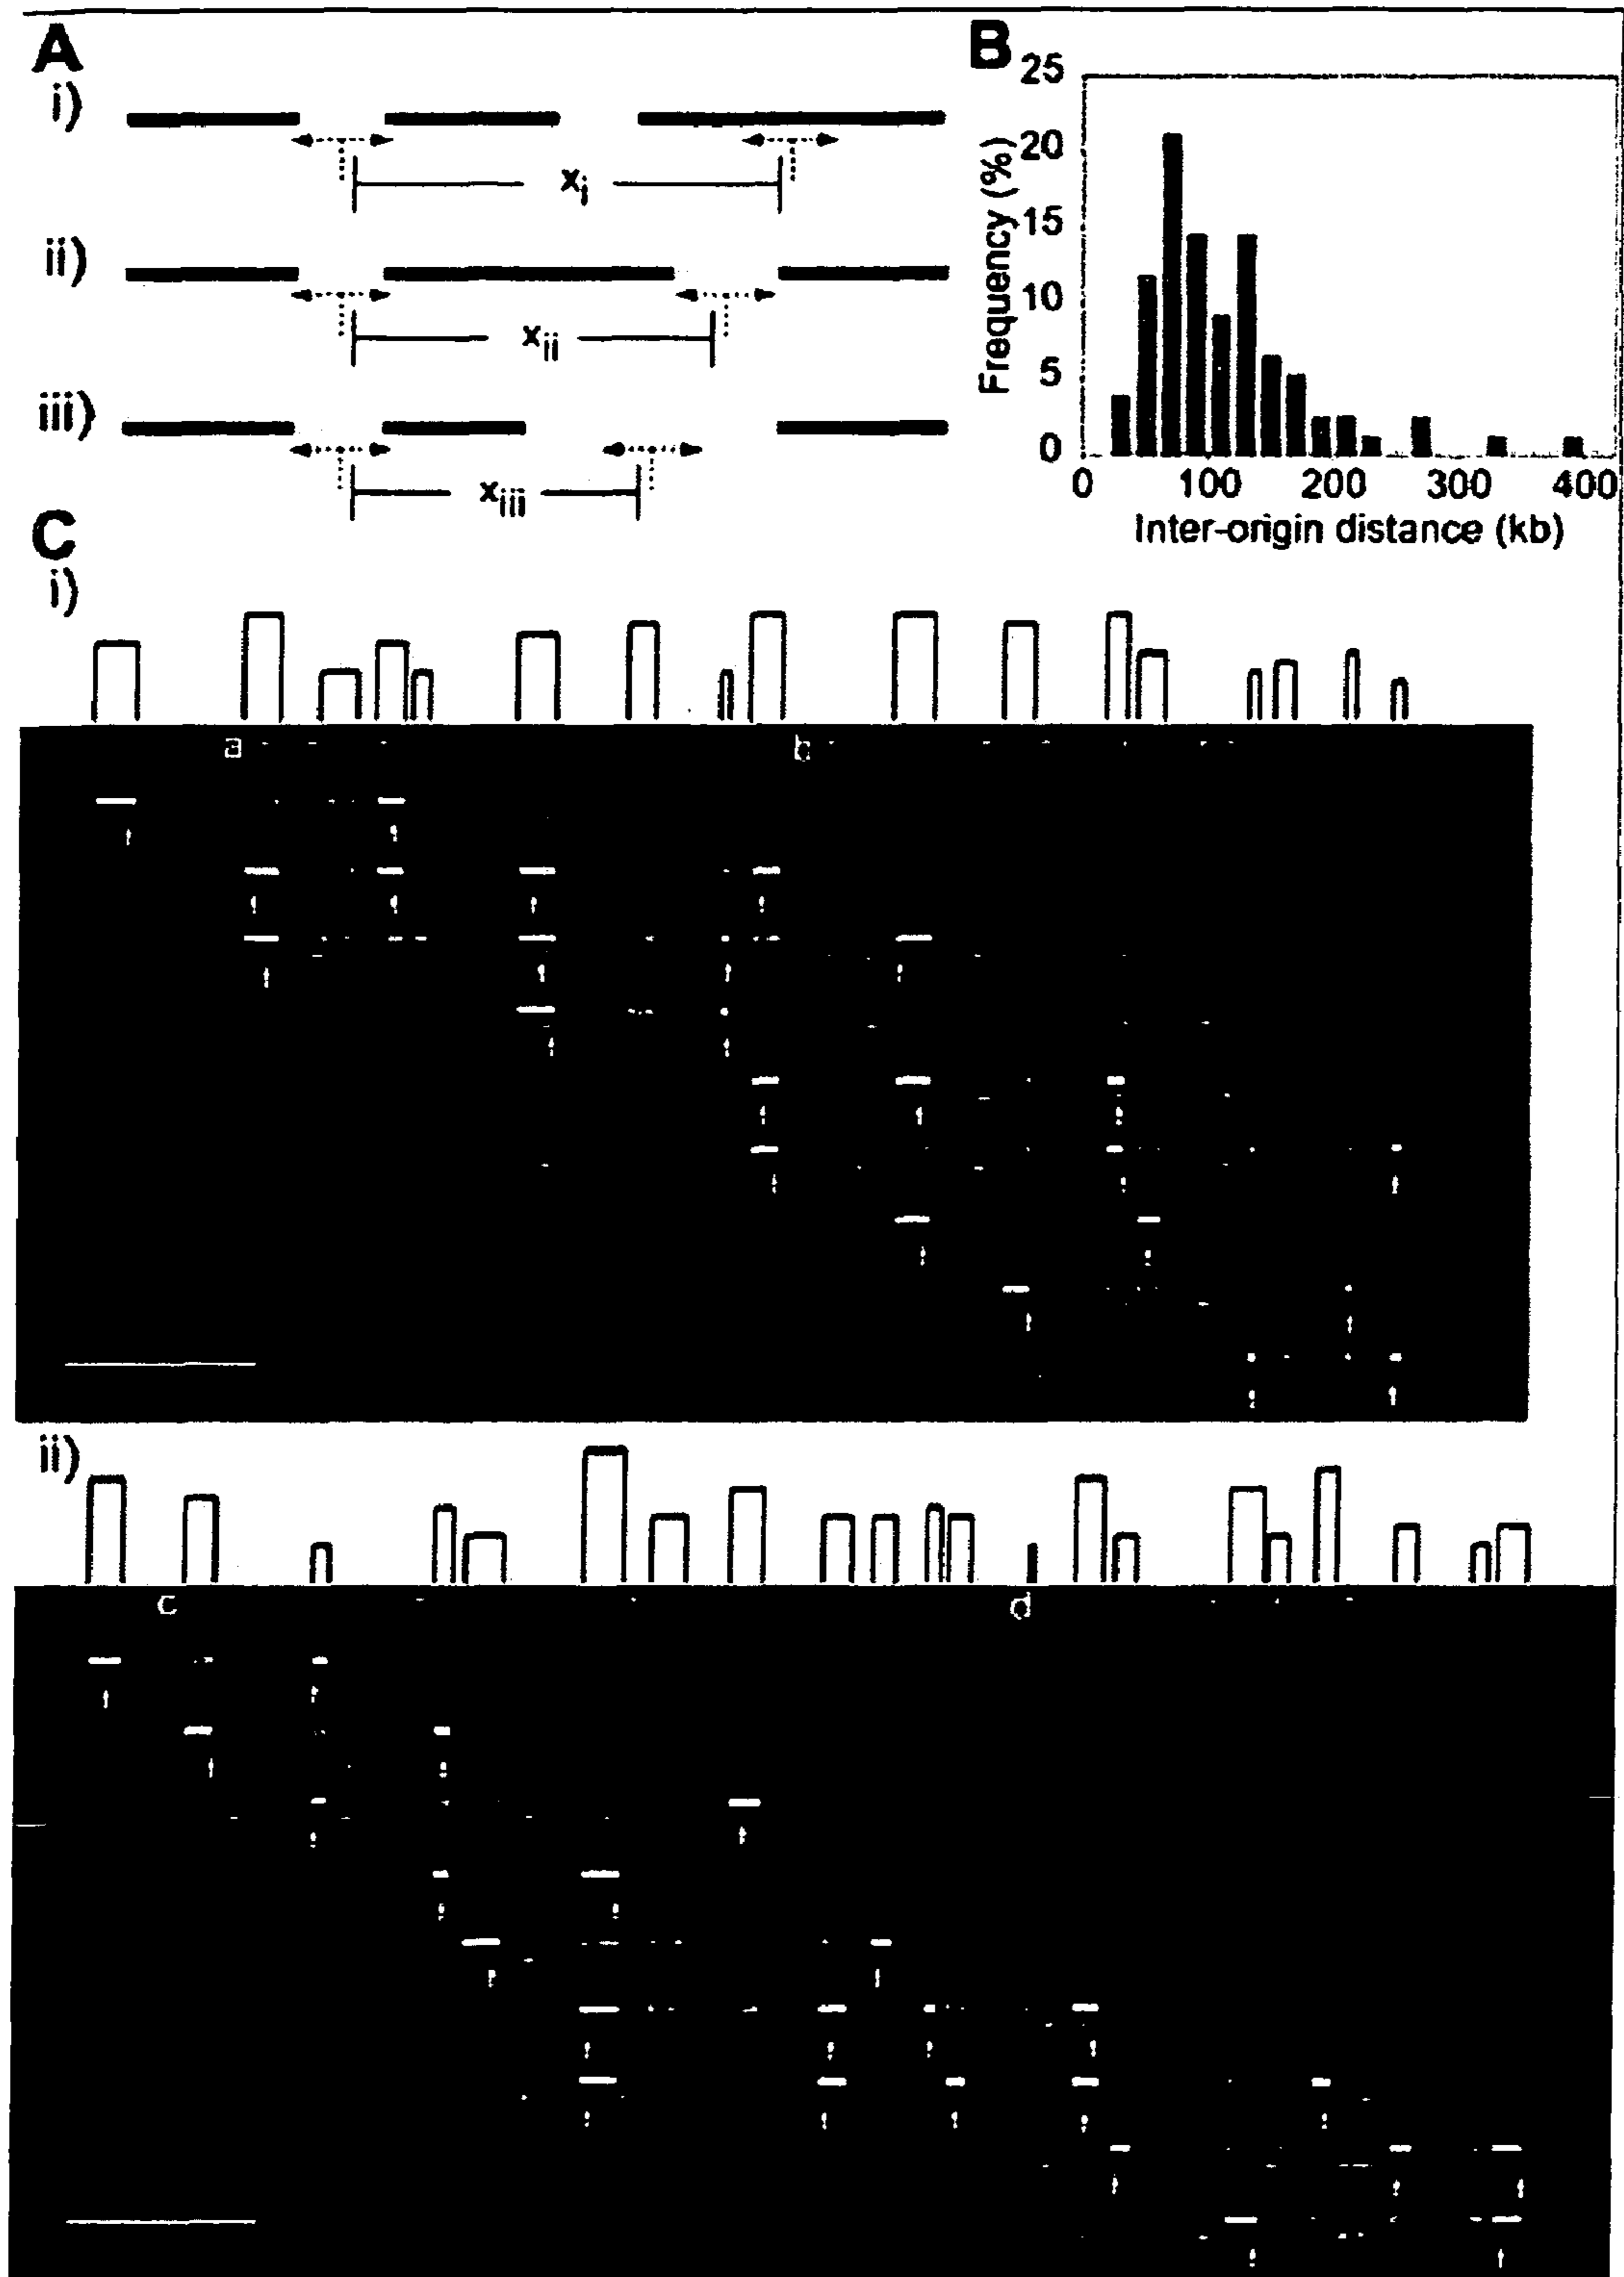 A
i)
x_i
ii)
x_ii
iii)
x_iii
B
25
20
15
10
5
0
Frequency (%)
0 100 200 300 400
Inter-origin distance (kb)
C
i)
a b
ii)
c d